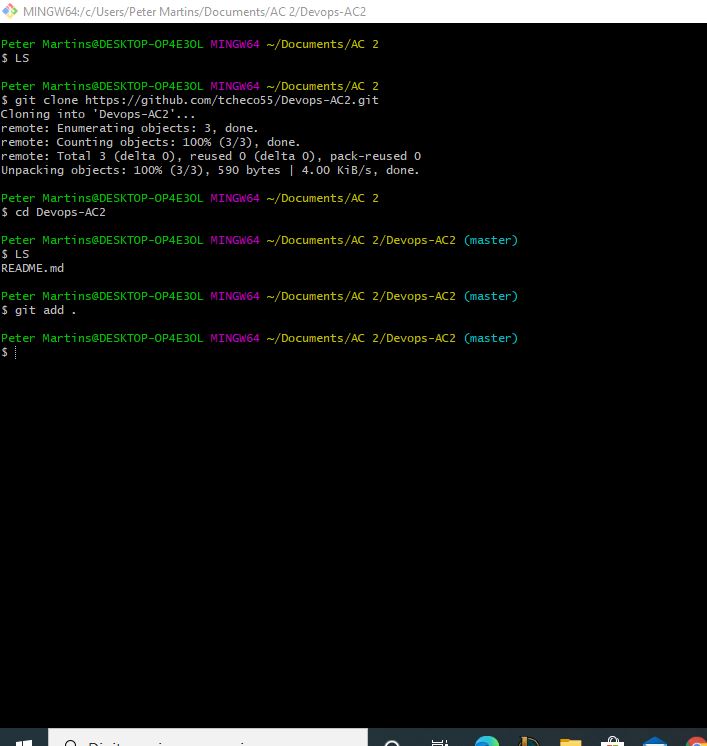 MINGW64:/c/Users/Peter Martins/Documents/AC 2/Devops-AC2
Peter Martins@DESKTOP-OP4E3OL MINGW64 ~/Documents/AC 2
$ LS
Peter Martins@DESKTOP-OP4E3OL MINGW64 ~/Documents/AC 2
$ git clone https://github.com/tcheco55/Devops-AC2.git
Cloning into 'Devops-AC2'...
remote: Enumerating objects: 3, done.
remote: Counting objects: 100% (3/3), done.
remote: Total 3 (delta 0), reused 0 (delta 0), pack-reused 0
Unpacking objects: 100% (3/3), 590 bytes | 4.00 KiB/s, done.
Peter Martins@DESKTOP-OP4E3OL MINGW64 ~/Documents/AC 2
$ cd Devops-AC2
Peter Martins@DESKTOP-OP4E3OL MINGW64 ~/Documents/AC 2/Devops-AC2 (master)
$ LS
README.md
Peter Martins@DESKTOP-OP4E3OL MINGW64 ~/Documents/AC 2/Devops-AC2 (master)
$ git add .
Peter Martins@DESKTOP-OP4E3OL MINGW64 ~/Documents/AC 2/Devops-AC2 (master)
$